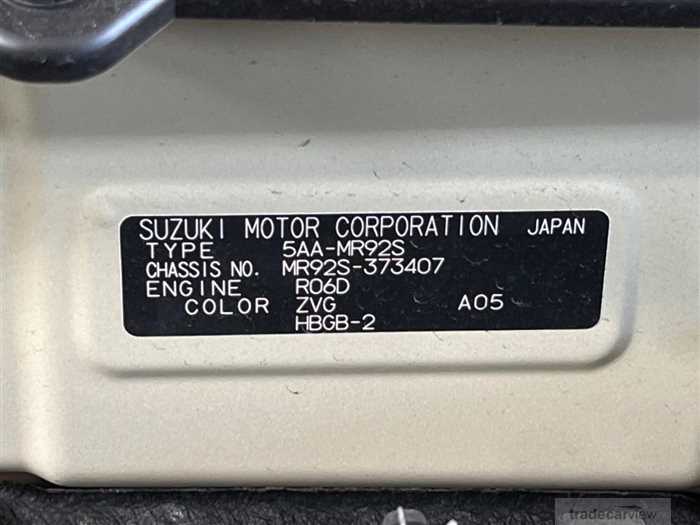 SUZUKI MOTOR CORPORATION JAPAN
TYPE 5AA-MR92S
CHASSIS NO. MR92S-373407
ENGINE R06D
COLOR ZVG A05
HBGB-2
tradecarview